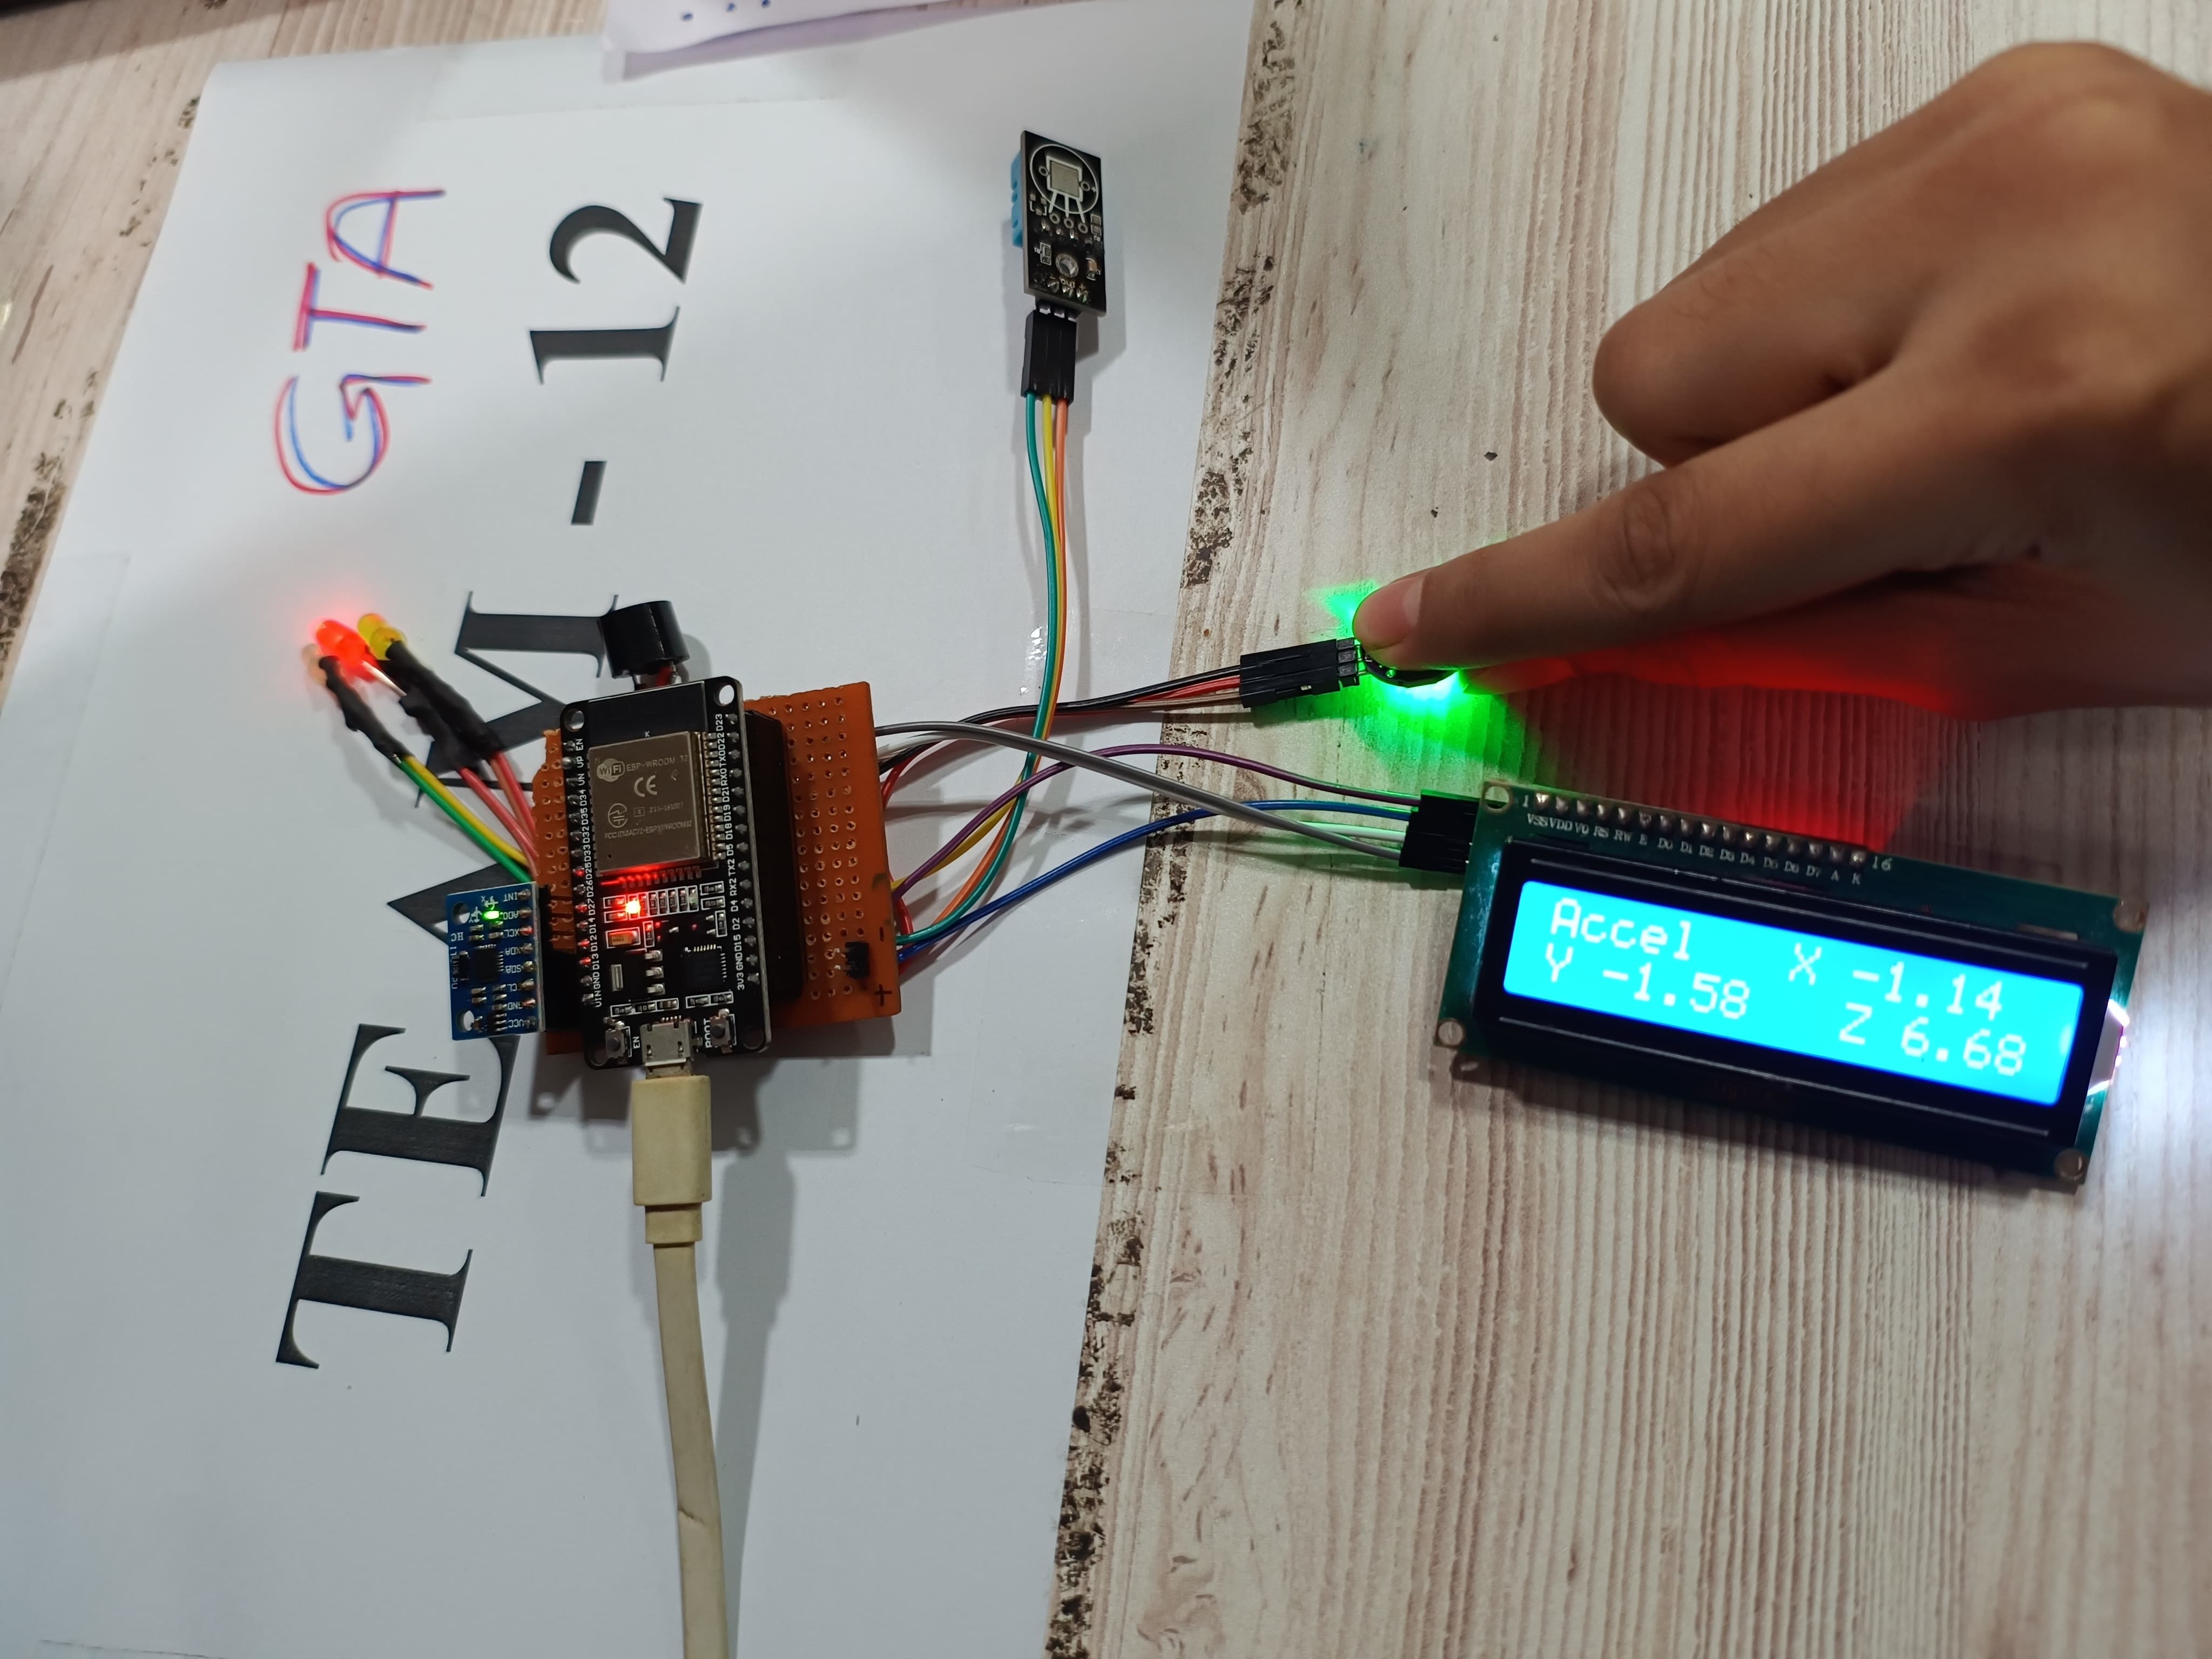 GTA
TEAM-12
Accel X -1.14
Y -1.58 Z 6.68
1
VSS VDD V0 RS RW E D0 D1 D2 D3 D4 D5 D6 D7 A K
16
WiFi ESP-WROOM-32
CE
EN
BOOT
EN VP VN D34 D35 D32 D33 D25 D26 D27 D14 D12 D13 GND VIN
D23 D22 TX0 RX0 D21 D19 D18 D5 TX2 RX2 D4 D2 D15 GND 3V3
INT
AD0
XCL
XDA
SDA
SCL
GND
VCC
+